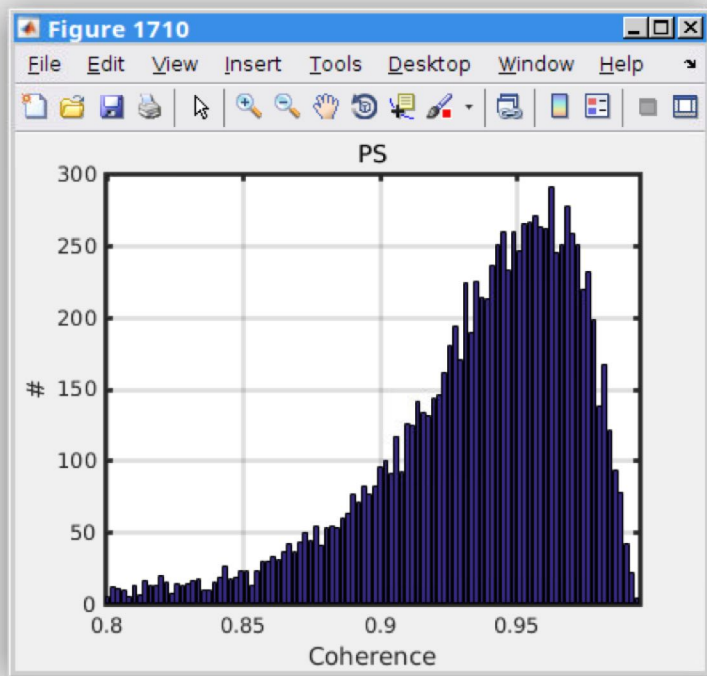 Figure 1710
File Edit View Insert Tools Desktop Window Help
PS
300
250
200
150
100
50
0
#
0.8 0.85 0.9 0.95
Coherence